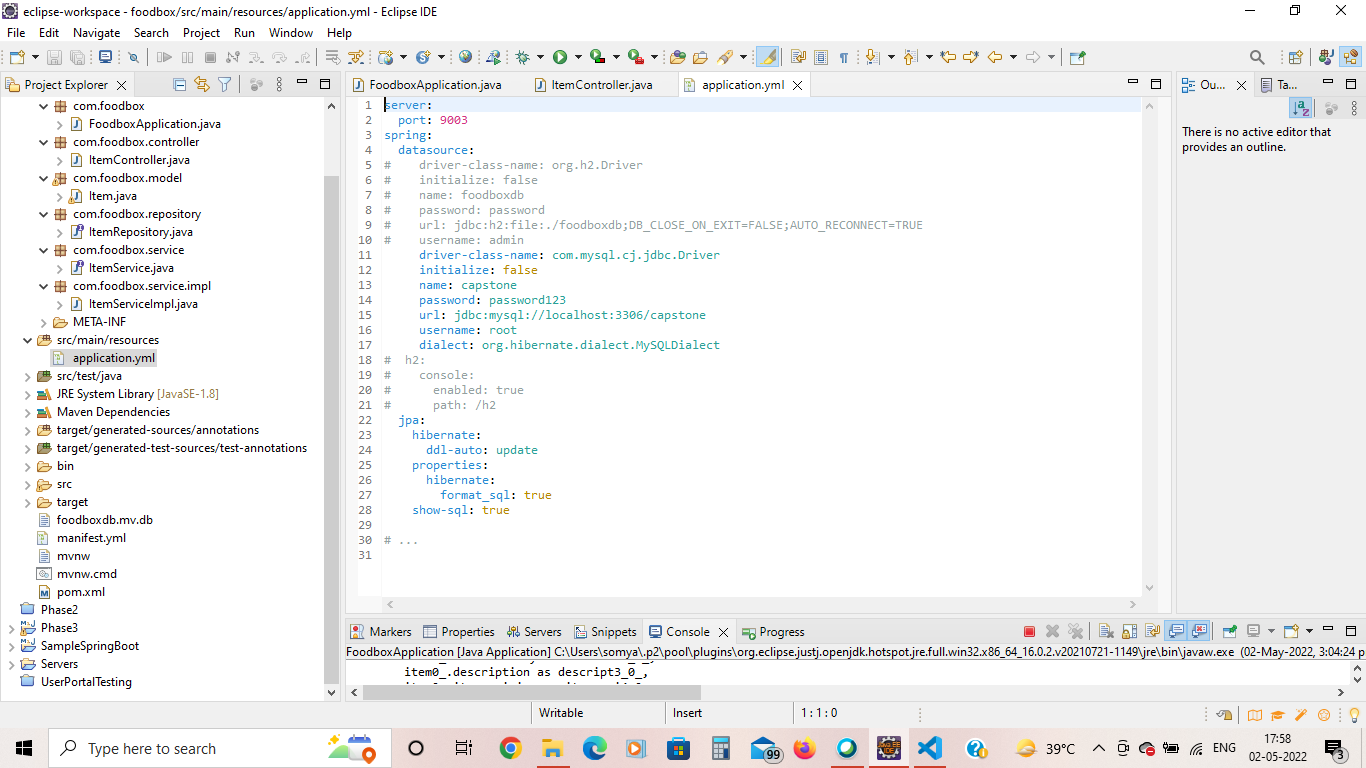 eclipse-workspace - foodbox/src/main/resources/application.yml - Eclipse IDE
File Edit Navigate Search Project Run Window Help
Project Explorer
com.foodbox
FoodboxApplication.java
com.foodbox.controller
ItemController.java
com.foodbox.model
Item.java
com.foodbox.repository
ItemRepository.java
com.foodbox.service
ItemService.java
com.foodbox.service.impl
ItemServiceImpl.java
META-INF
src/main/resources
application.yml
src/test/java
JRE System Library [JavaSE-1.8]
Maven Dependencies
target/generated-sources/annotations
target/generated-test-sources/test-annotations
bin
src
target
foodboxdb.mv.db
manifest.yml
mvnw
mvnw.cmd
pom.xml
Phase2
Phase3
SampleSpringBoot
Servers
UserPortalTesting
FoodboxApplication.java ItemController.java application.yml
1 server:
2   port: 9003
3 spring:
4   datasource:
5 #    driver-class-name: org.h2.Driver
6 #    initialize: false
7 #    name: foodboxdb
8 #    password: password
9 #    url: jdbc:h2:file:./foodboxdb;DB_CLOSE_ON_EXIT=FALSE;AUTO_RECONNECT=TRUE
10 #    username: admin
11      driver-class-name: com.mysql.cj.jdbc.Driver
12      initialize: false
13      name: capstone
14      password: password123
15      url: jdbc:mysql://localhost:3306/capstone
16      username: root
17      dialect: org.hibernate.dialect.MySQLDialect
18 #  h2:
19 #    console:
20 #      enabled: true
21 #      path: /h2
22   jpa:
23     hibernate:
24       ddl-auto: update
25     properties:
26       hibernate:
27         format_sql: true
28     show-sql: true
29
30 # ...
31
Ou... Ta...
There is no active editor that
provides an outline.
Markers Properties Servers Snippets Console Progress
FoodboxApplication [Java Application] C:\Users\somya\.p2\pool\plugins\org.eclipse.justj.openjdk.hotspot.jre.full.win32.x86_64_16.0.2.v20210721-1149\jre\bin\javaw.exe (02-May-2022, 3:04:24 p
item0_.description as descript3_0_,
Writable Insert 1 : 1 : 0
Type here to search
99
39°C
ENG
17:58
02-05-2022
3